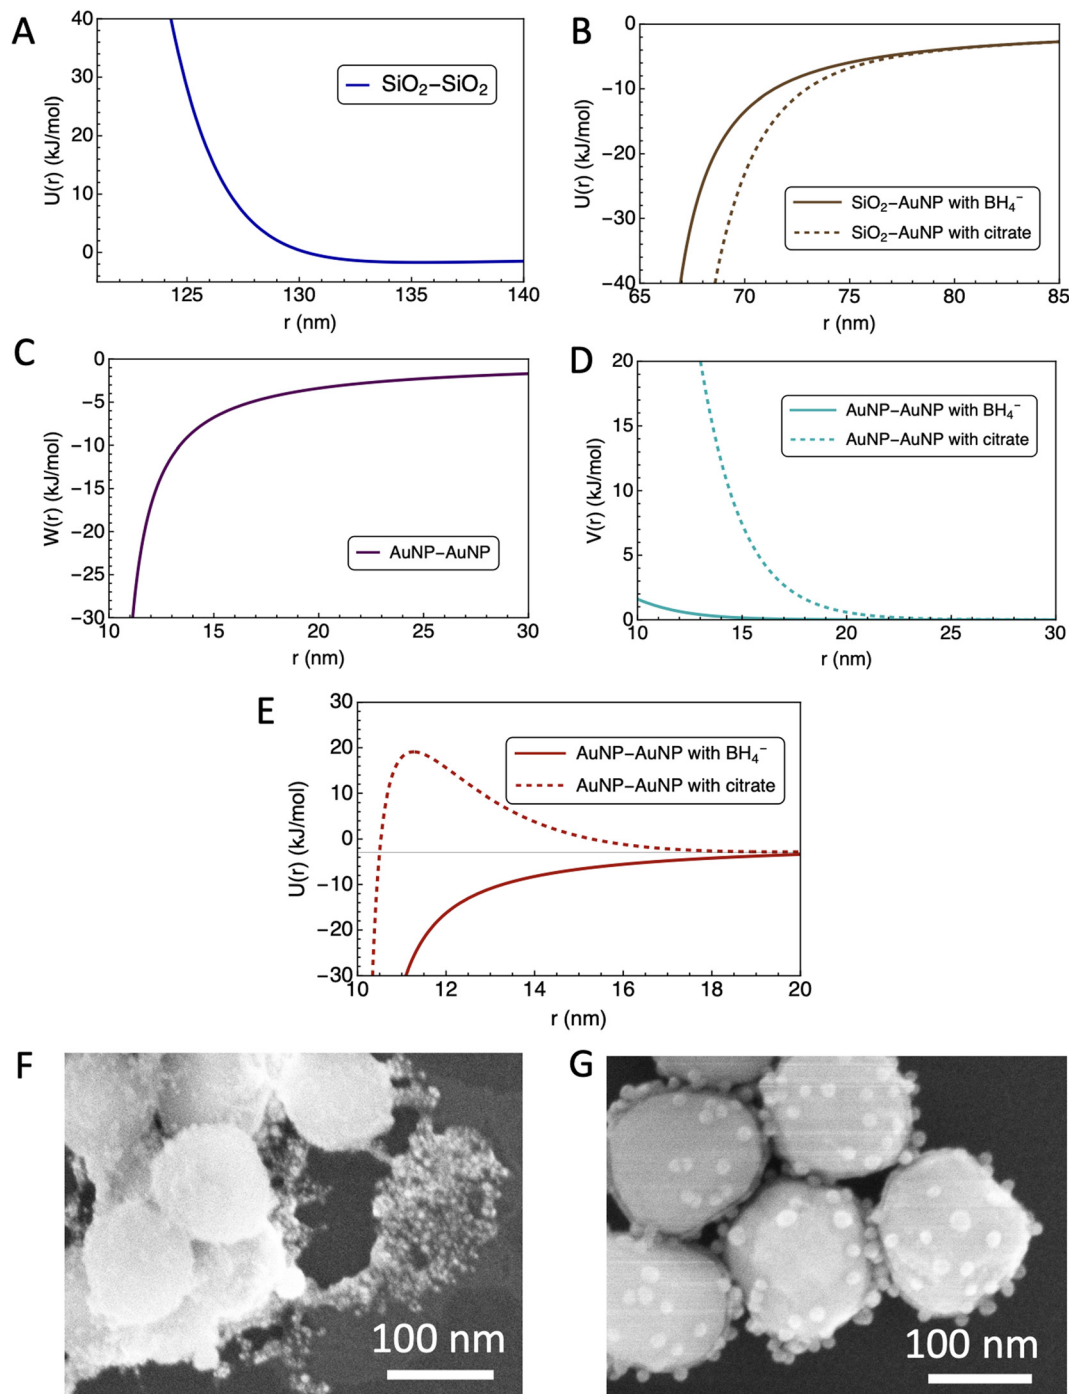 A
U(r) (kJ/mol)
40
30
20
10
0
125
130
135
140
r (nm)
SiO₂–SiO₂
B
U(r) (kJ/mol)
0
−10
−20
−30
−40
65
70
75
80
85
r (nm)
SiO₂–AuNP with BH₄⁻
SiO₂–AuNP with citrate
C
W(r) (kJ/mol)
0
−5
−10
−15
−20
−25
−30
10
15
20
25
30
r (nm)
AuNP–AuNP
D
V(r) (kJ/mol)
20
15
10
5
0
10
15
20
25
30
r (nm)
AuNP–AuNP with BH₄⁻
AuNP–AuNP with citrate
E
U(r) (kJ/mol)
30
20
10
0
−10
−20
−30
10
12
14
16
18
20
r (nm)
AuNP–AuNP with BH₄⁻
AuNP–AuNP with citrate
F
100 nm
G
100 nm